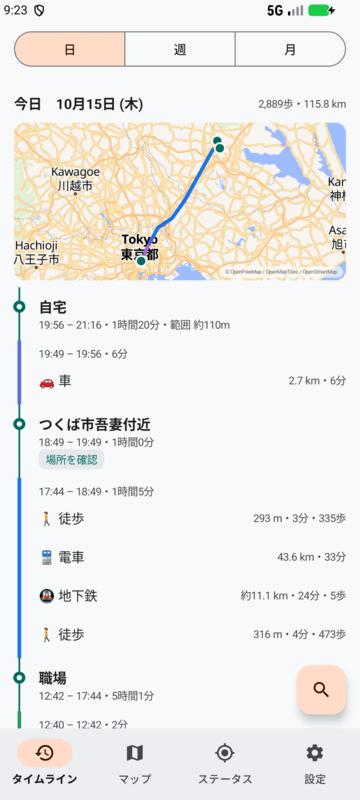 9:23
5G
日
週
月
今日 10月15日 (木)
2,889歩・115.8 km
Kawagoe
川越市
Hachioji
八王子市
Tokyo
東京都
© OpenFreeMap / OpenMapTiles / OpenStreetMap
自宅
19:56 – 21:16・1時間20分・範囲 約110m
19:49 – 19:56・6分
車
2.7 km・6分
つくば市吾妻付近
18:49 – 19:49・1時間0分
場所を確認
17:44 – 18:49・1時間5分
徒歩
293 m・3分・335歩
電車
43.6 km・33分
地下鉄
約11.1 km・24分・5歩
徒歩
316 m・4分・473歩
職場
12:42 – 17:44・5時間1分
12:40 – 12:42・2分
タイムライン
マップ
ステータス
設定